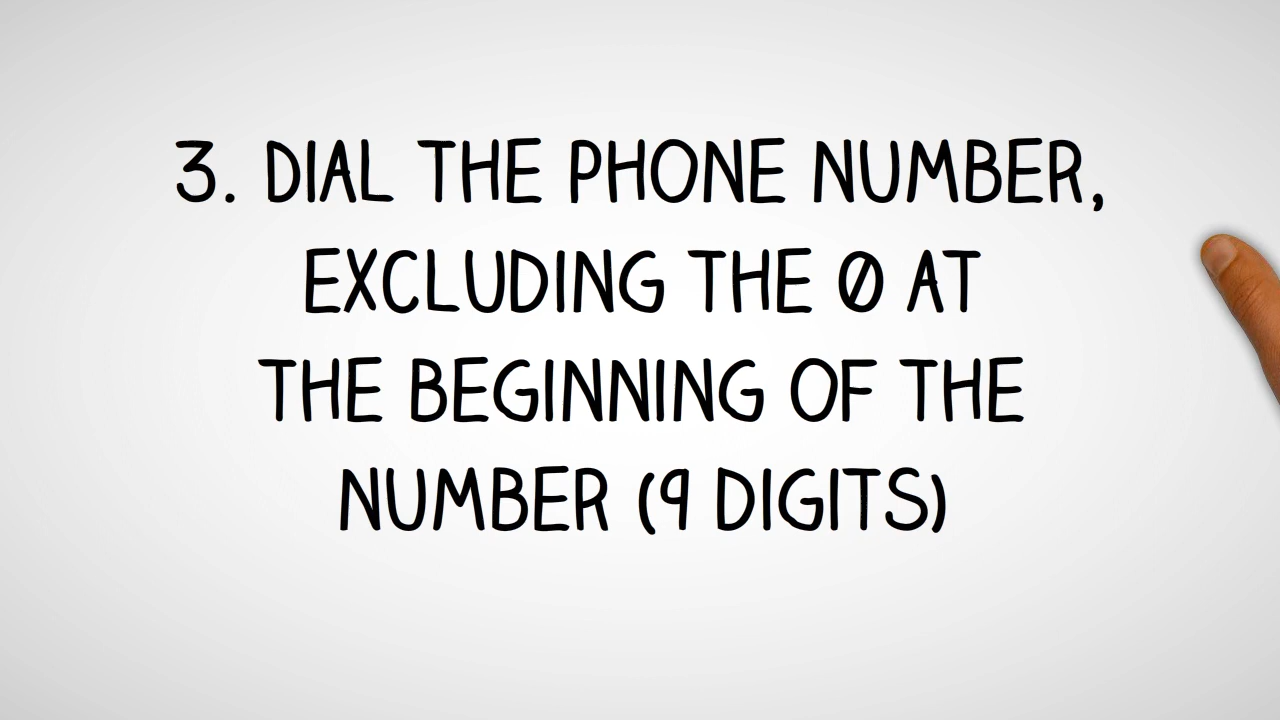 3. DIAL THE PHONE NUMBER,
EXCLUDING THE 0 AT
THE BEGINNING OF THE
NUMBER (9 DIGITS)